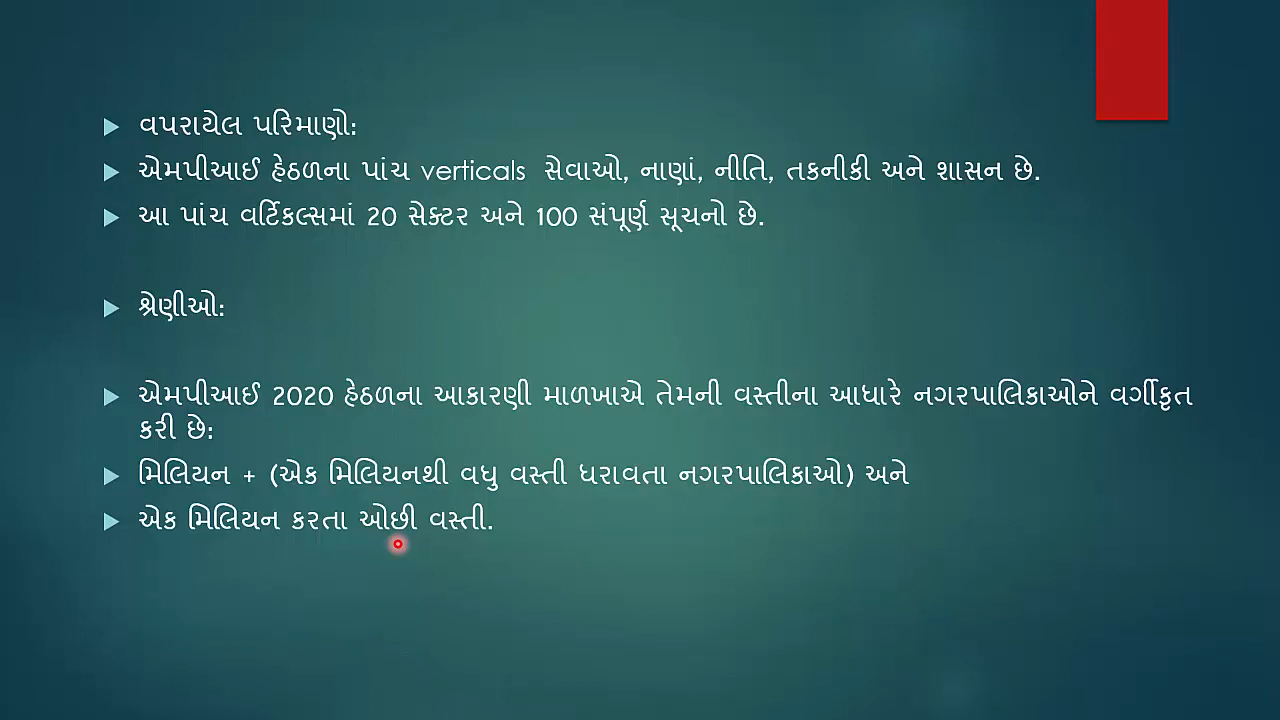 વપરાયેલ પરિમાણો:
એમપીઆઈ હેઠળના પાંચ verticals સેવાઓ, નાણાં, નીતિ, તકનીકી અને શાસન છે.
આ પાંચ વર્ટિકલ્સમાં 20 સેક્ટર અને 100 સંપૂર્ણ સૂચનો છે.
શ્રેણીઓ:
એમપીઆઈ 2020 હેઠળના આકારણી માળખાએ તેમની વસ્તીના આધારે નગરપાલિકાઓને વર્ગીકૃત
કરી છે:
મિલિયન + (એક મિલિયનથી વધુ વસ્તી ધરાવતા નગરપાલિકાઓ) અને
એક મિલિયન કરતા ઓછી વસ્તી.